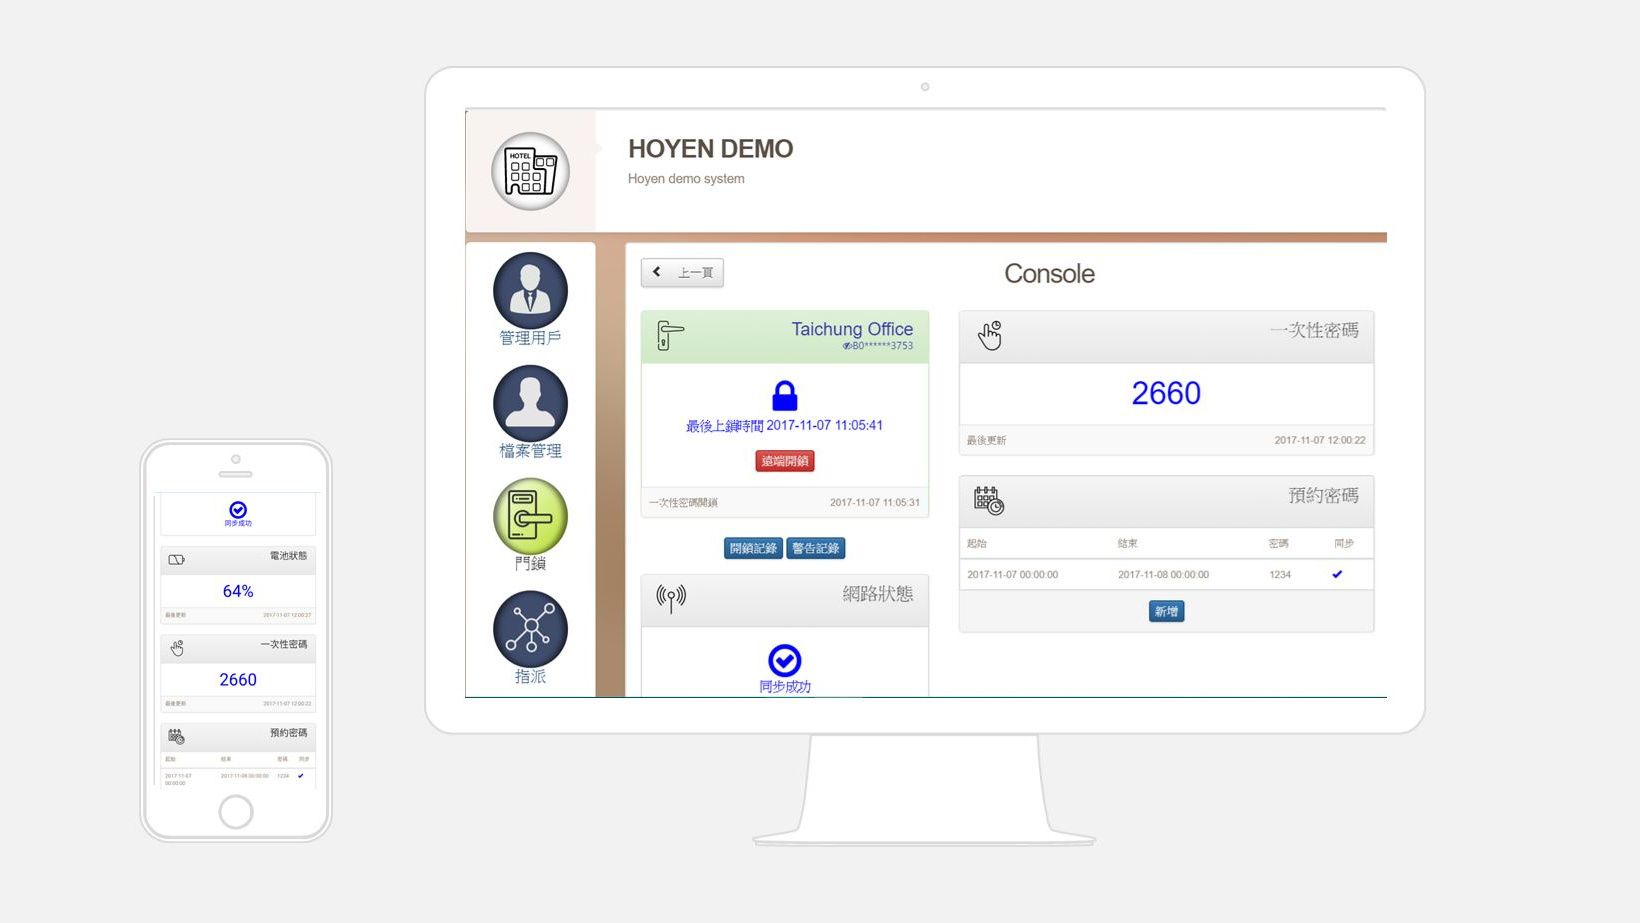 HOTEL
HOYEN DEMO
Hoyen demo system
管理用戶
檔案管理
門鎖
指派
上一頁
Console
Taichung Office
B0******3753
最後上鎖時間 2017-11-07 11:05:41
遠端開鎖
一次性密碼開鎖 2017-11-07 11:05:31
開鎖記錄 警告記錄
網路狀態
同步成功
一次性密碼
2660
最後更新 2017-11-07 12:00:22
預約密碼
起始 結束 密碼 同步
2017-11-07 00:00:00 2017-11-08 00:00:00 1234
新增
同步成功
電池狀態
64%
最後更新 2017-11-07 12:00:27
一次性密碼
2660
最後更新 2017-11-07 12:00:22
預約密碼
起始 結束 密碼 同步
2017-11-07 2017-11-08 00:00:00 1234
00:00:00